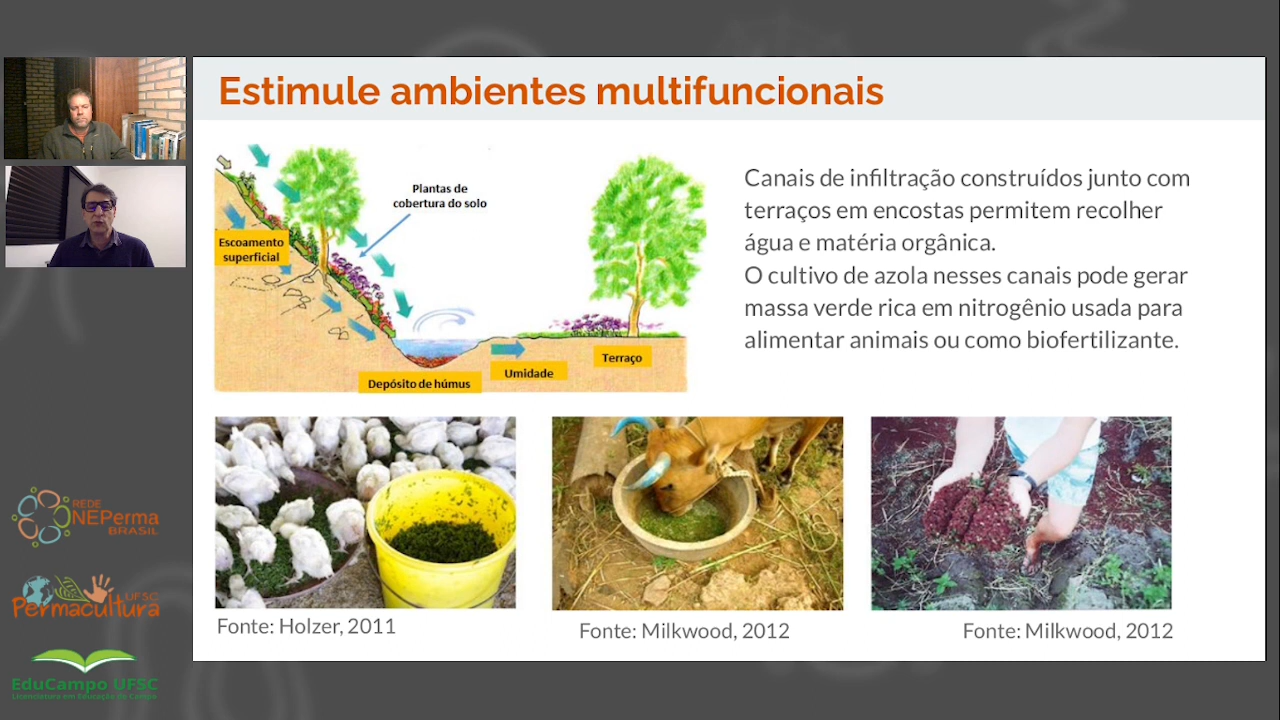 Estimule ambientes multifuncionais
Plantas de
cobertura do solo
Escoamento
superficial
Terraço
Umidade
Depósito de húmus
Canais de infiltração construídos junto com
terraços em encostas permitem recolher
água e matéria orgânica.
O cultivo de azola nesses canais pode gerar
massa verde rica em nitrogênio usada para
alimentar animais ou como biofertilizante.
Fonte: Holzer, 2011
Fonte: Milkwood, 2012
Fonte: Milkwood, 2012
REDE
NEPerma
BRASIL
UFSC
Permacultura
EduCampo UFSC
Licenciatura em Educação do Campo